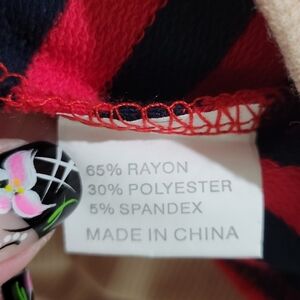 65% RAYON
30% POLYESTER
5% SPANDEX
MADE IN CHINA